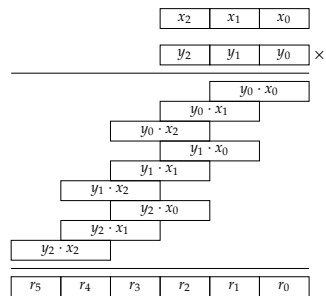 x₂ x₁ x₀
y₂ y₁ y₀ ×
y₀ · x₀
y₀ · x₁
y₀ · x₂
y₁ · x₀
y₁ · x₁
y₁ · x₂
y₂ · x₀
y₂ · x₁
y₂ · x₂
r₅ r₄ r₃ r₂ r₁ r₀